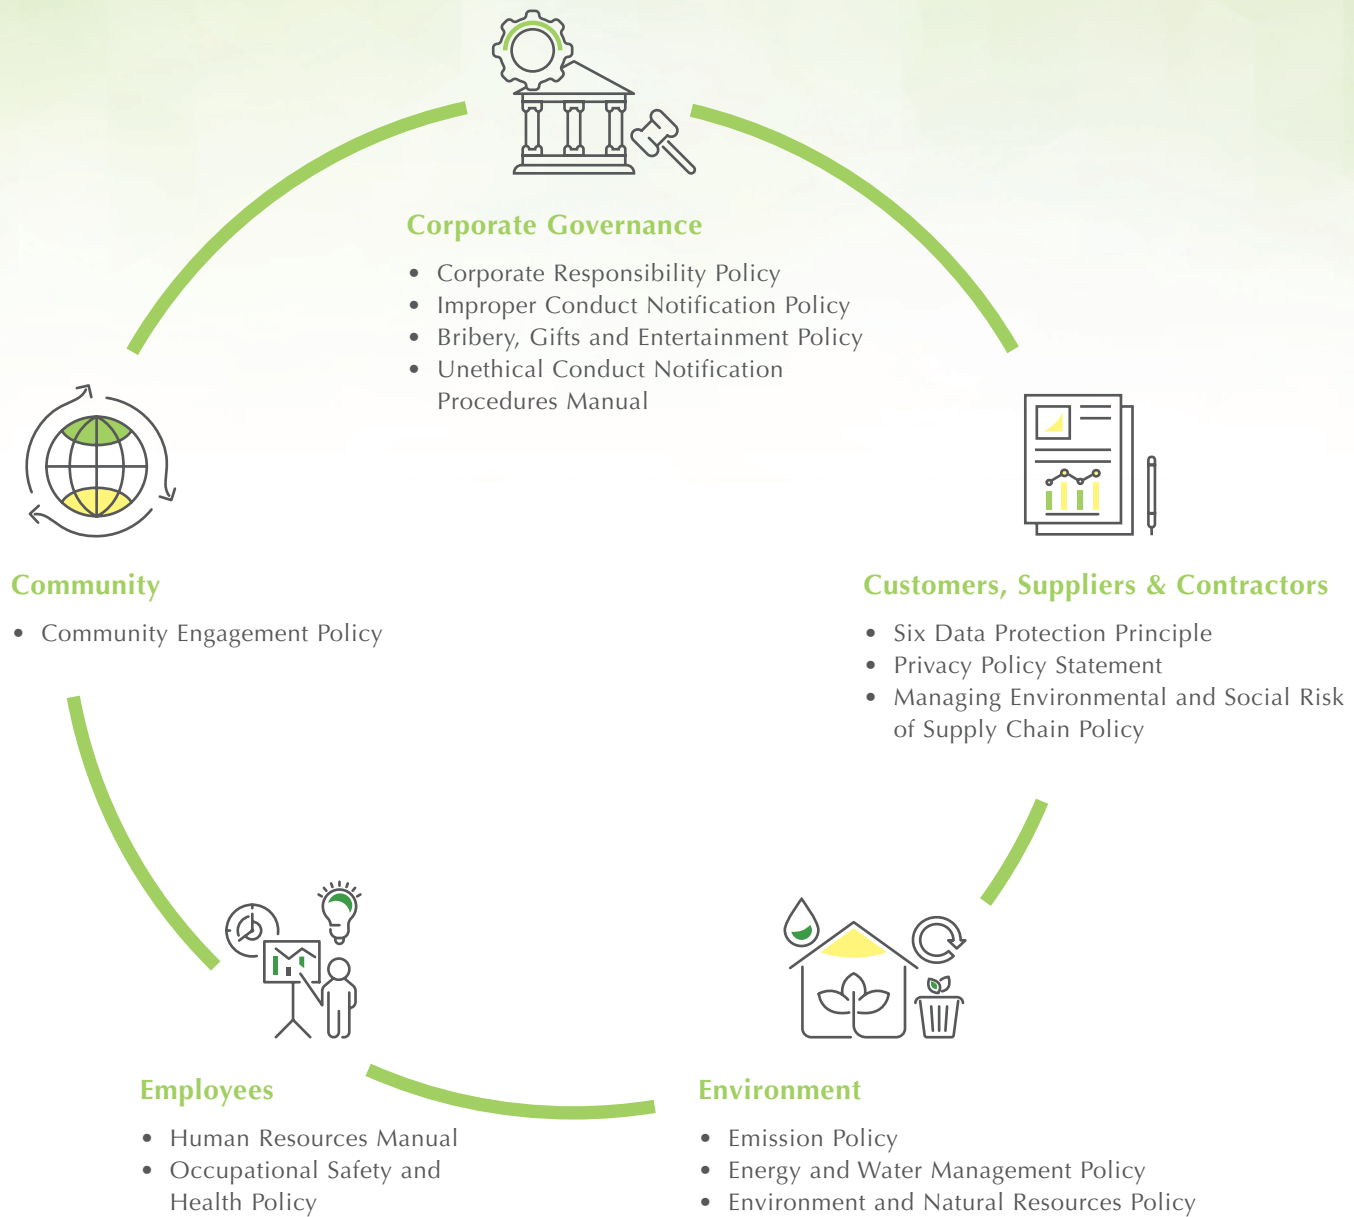 Corporate Governance
• Corporate Responsibility Policy
• Improper Conduct Notification Policy
• Bribery, Gifts and Entertainment Policy
• Unethical Conduct Notification
Procedures Manual
Community
• Community Engagement Policy
Customers, Suppliers & Contractors
• Six Data Protection Principle
• Privacy Policy Statement
• Managing Environmental and Social Risk
of Supply Chain Policy
Employees
• Human Resources Manual
• Occupational Safety and
Health Policy
Environment
• Emission Policy
• Energy and Water Management Policy
• Environment and Natural Resources Policy